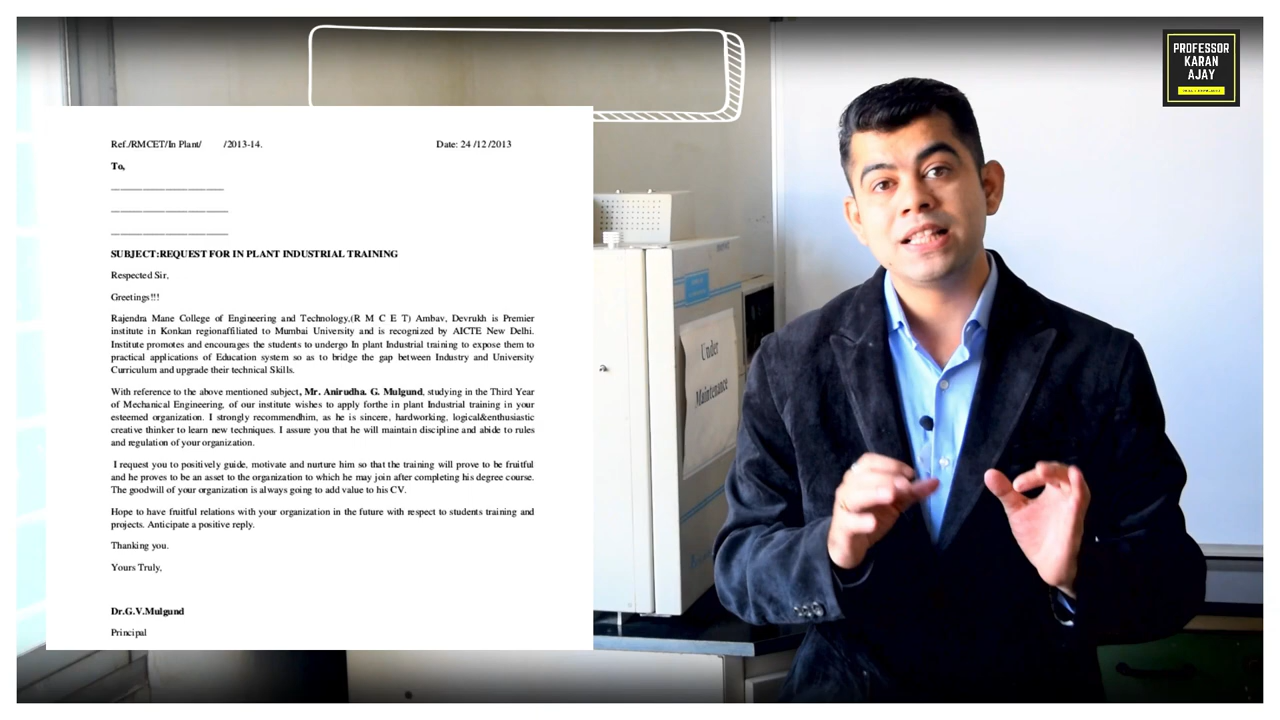 Ref./RMCET/In Plant/ /2013-14. Date: 24 /12 /2013
To,
SUBJECT:REQUEST FOR IN PLANT INDUSTRIAL TRAINING
Respected Sir,
Greetings!!!
Rajendra Mane College of Engineering and Technology,(R M C E T) Ambav, Devrukh is Premier
institute in Konkan regionaffiliated to Mumbai University and is recognized by AICTE New Delhi.
Institute promotes and encourages the students to undergo In plant Industrial training to expose them to
practical applications of Education system so as to bridge the gap between Industry and University
Curriculum and upgrade their technical Skills.
With reference to the above mentioned subject, Mr. Anirudha. G. Mulgund, studying in the Third Year
of Mechanical Engineering, of our institute wishes to apply forthe in plant Industrial training in your
esteemed organization. I strongly recommendhim, as he is sincere, hardworking, logical&enthusiastic
creative thinker to learn new techniques. I assure you that he will maintain discipline and abide to rules
and regulation of your organization.
I request you to positively guide, motivate and nurture him so that the training will prove to be fruitful
and he proves to be an asset to the organization to which he may join after completing his degree course.
The goodwill of your organization is always going to add value to his CV.
Hope to have fruitful relations with your organization in the future with respect to students training and
projects. Anticipate a positive reply.
Thanking you.
Yours Truly,
Dr.G.V.Mulgund
Principal
Under
Maintenance
PROFESSOR
KARAN
AJAY